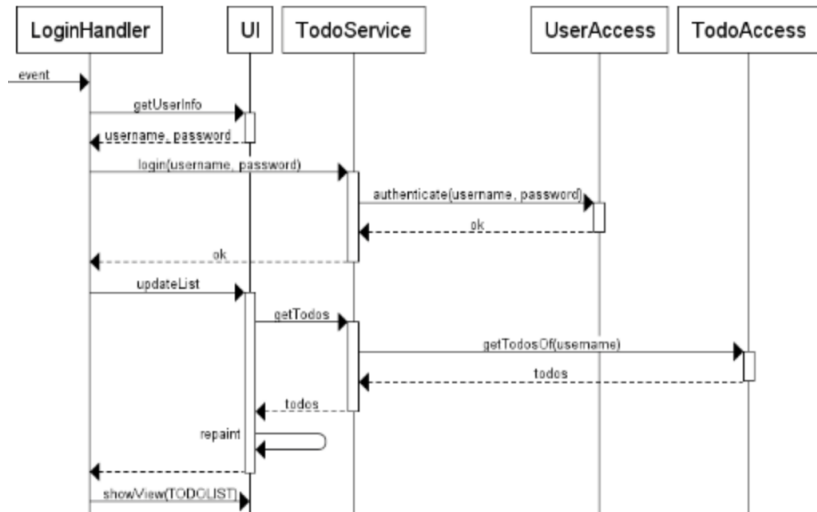 LoginHandler UI TodoService UserAccess TodoAccess
event
getUserInfo
username, password
login(username, password)
authenticate(username, password)
ok
ok
updateList
getTodos
getTodosOf(username)
todos
todos
repaint
showView(TODOLIST)